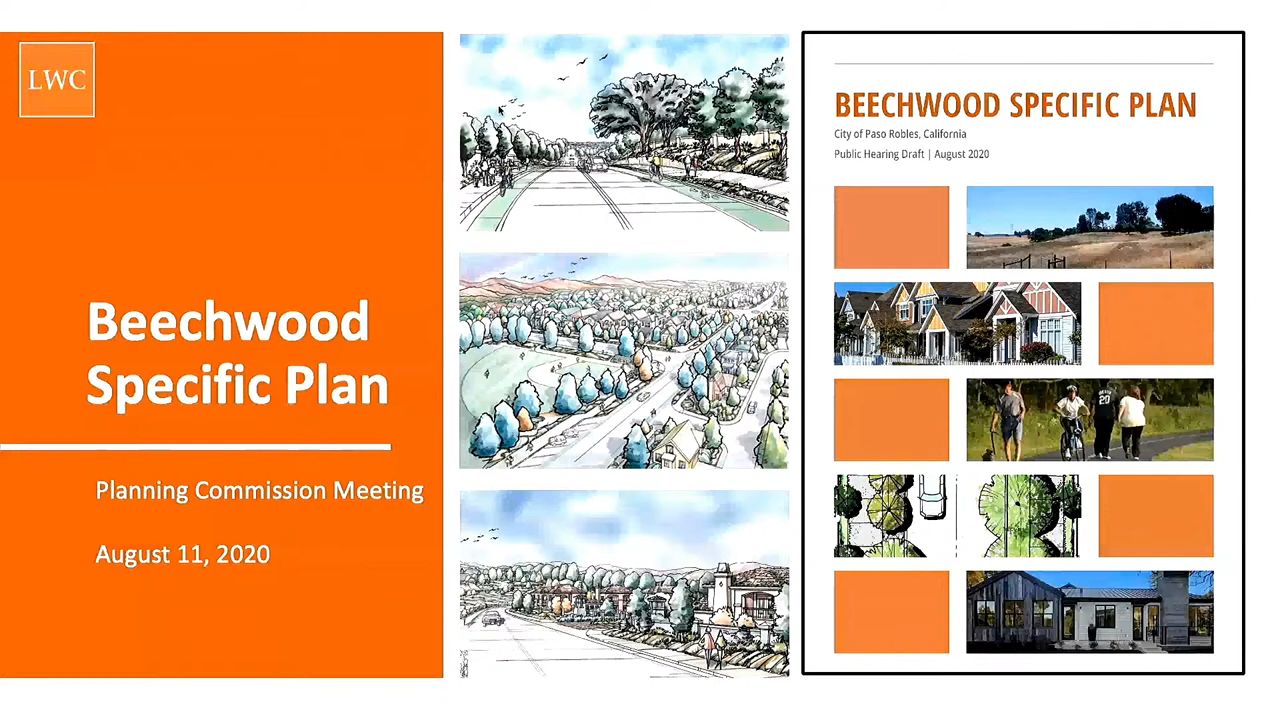 LWC
Beechwood
Specific Plan
Planning Commission Meeting
August 11, 2020
BEECHWOOD SPECIFIC PLAN
City of Paso Robles, California
Public Hearing Draft | August 2020
20